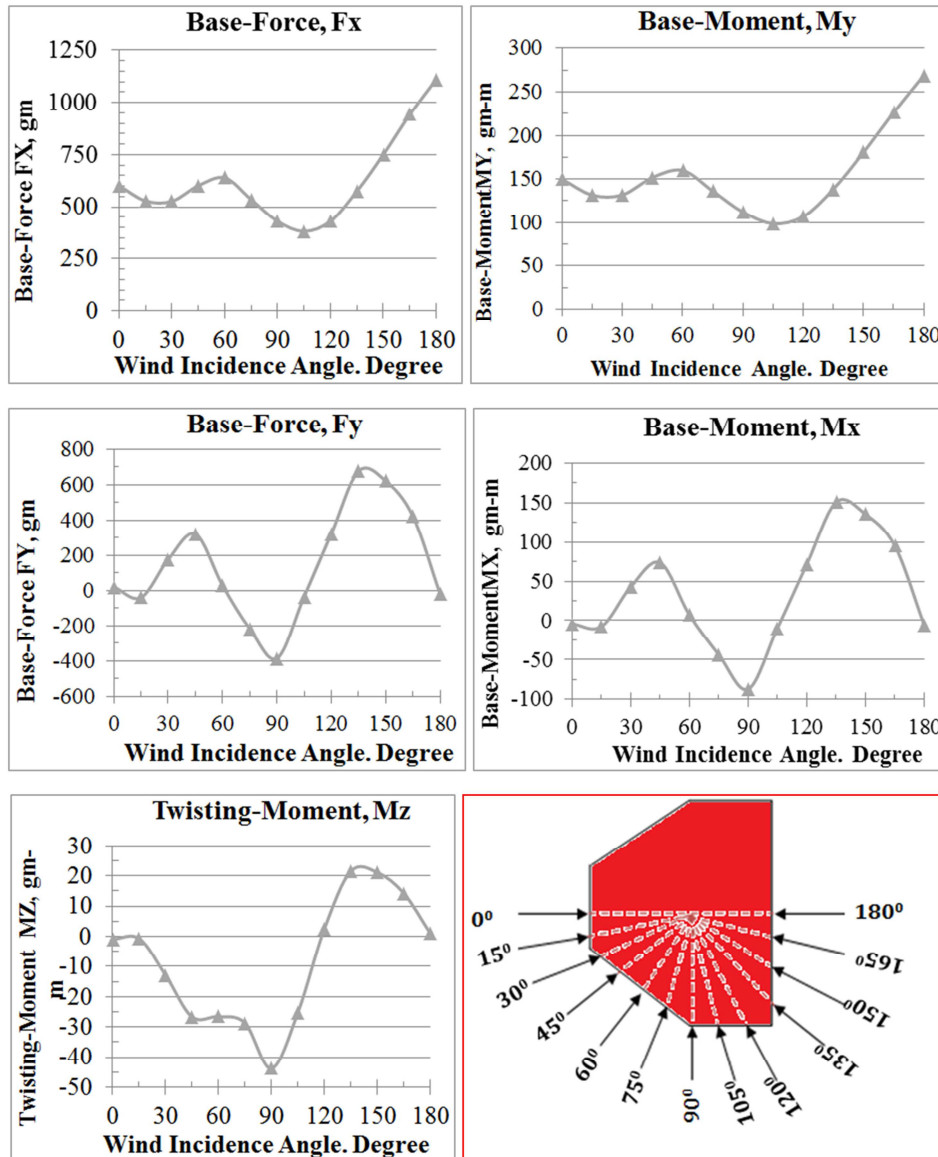 Base-Force, Fx
Base-Force FX, gm
1250
1000
750
500
250
0
0 30 60 90 120 150 180
Wind Incidence Angle. Degree
Base-Moment, My
Base-MomentMY, gm-m
300
250
200
150
100
50
0
0 30 60 90 120 150 180
Wind Incidence Angle. Degree
Base-Force, Fy
Base-Force FY, gm
800
600
400
200
0
-200
-400
-600
0 30 60 90 120 150 180
Wind Incidence Angle. Degree
Base-Moment, Mx
Base-MomentMX, gm-m
200
150
100
50
0
-50
-100
0 30 60 90 120 150 180
Wind Incidence Angle. Degree
Twisting-Moment, Mz
Twisting-Moment MZ, gm-
m
30
20
10
0
-10
-20
-30
-40
-50
0 30 60 90 120 150 180
Wind Incidence Angle. Degree
0⁰
15⁰
30⁰
45⁰
60⁰
75⁰
90⁰
105⁰
120⁰
135⁰
150⁰
165⁰
180⁰